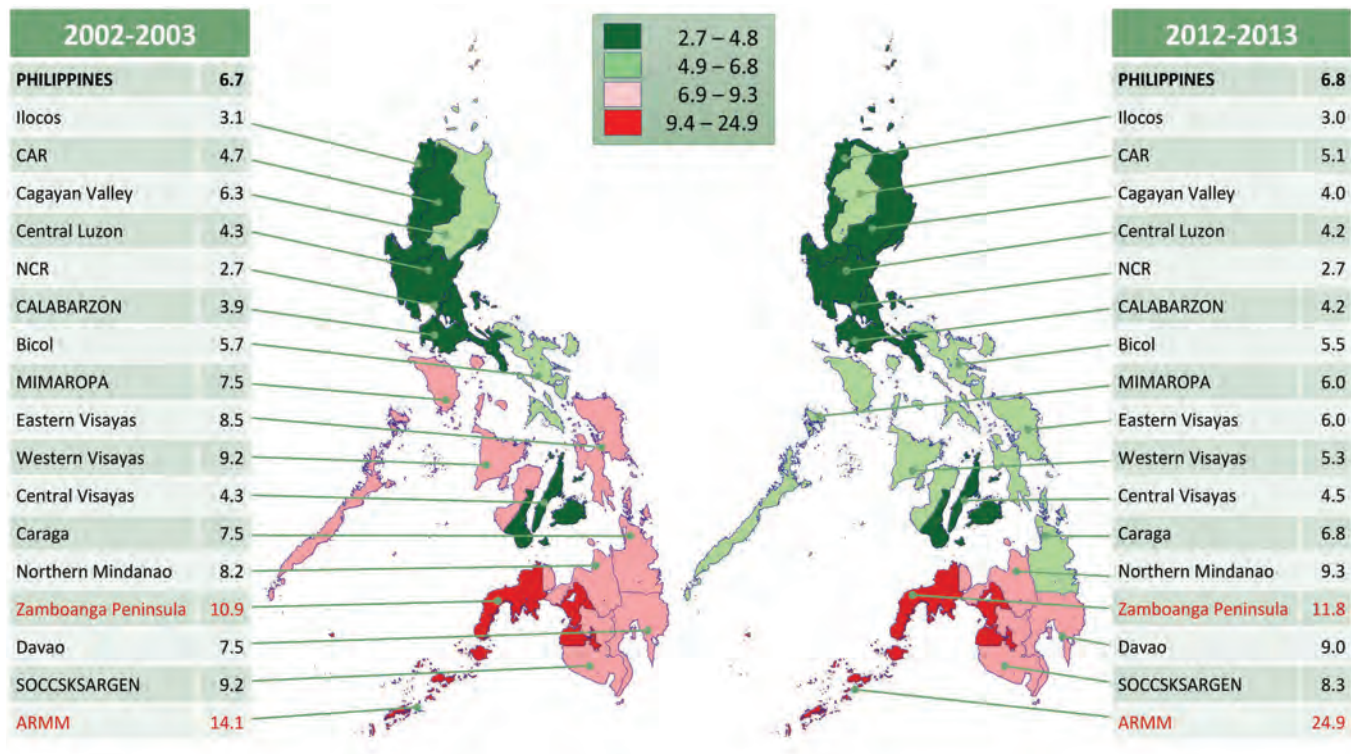 2002-2003
PHILIPPINES 6.7
Ilocos 3.1
CAR 4.7
Cagayan Valley 6.3
Central Luzon 4.3
NCR 2.7
CALABARZON 3.9
Bicol 5.7
MIMAROPA 7.5
Eastern Visayas 8.5
Western Visayas 9.2
Central Visayas 4.3
Caraga 7.5
Northern Mindanao 8.2
Zamboanga Peninsula 10.9
Davao 7.5
SOCCSKSARGEN 9.2
ARMM 14.1
2.7 – 4.8
4.9 – 6.8
6.9 – 9.3
9.4 – 24.9
2012-2013
PHILIPPINES 6.8
Ilocos 3.0
CAR 5.1
Cagayan Valley 4.0
Central Luzon 4.2
NCR 2.7
CALABARZON 4.2
Bicol 5.5
MIMAROPA 6.0
Eastern Visayas 6.0
Western Visayas 5.3
Central Visayas 4.5
Caraga 6.8
Northern Mindanao 9.3
Zamboanga Peninsula 11.8
Davao 9.0
SOCCSKSARGEN 8.3
ARMM 24.9